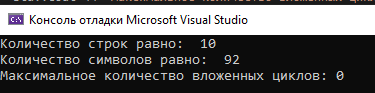 Консоль отладки Microsoft Visual Studio
Количество строк равно:  10
Количество символов равно:  92
Максимальное количество вложенных циклов: 0